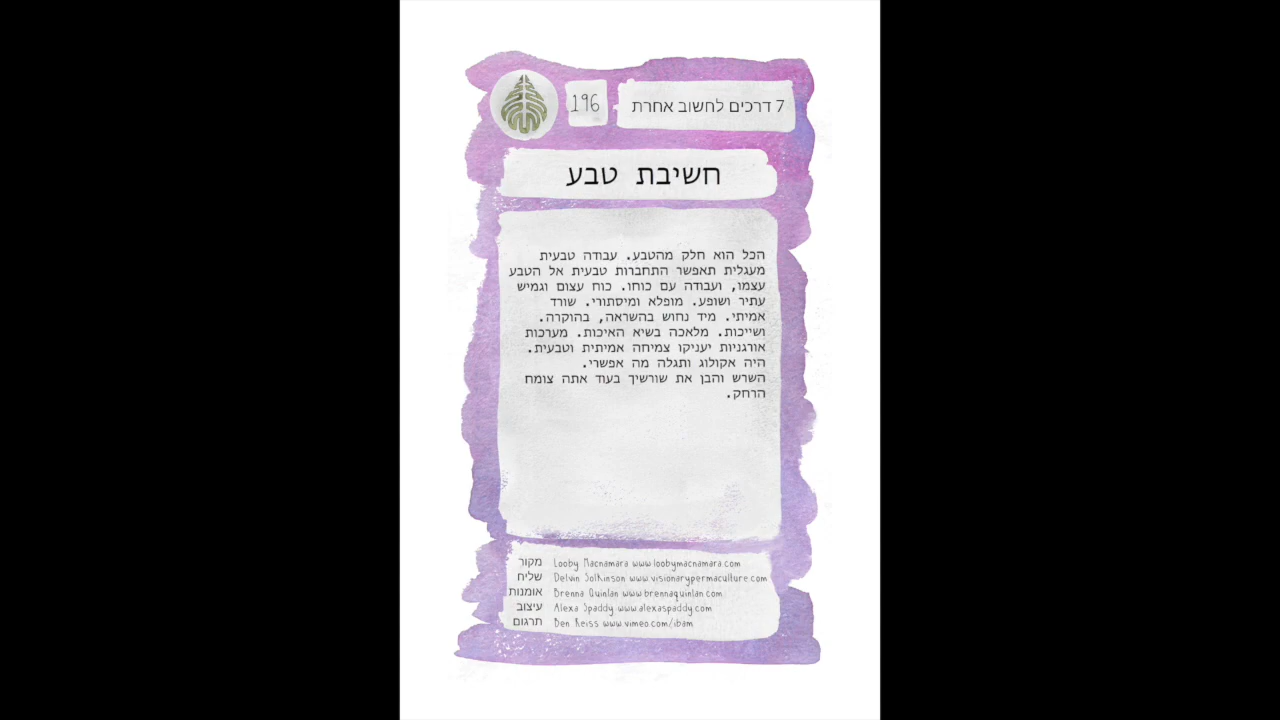 7 דרכים לחשוב אחרת
196
חשיבת טבע
הכל הוא חלק מהטבע. עבודה טבעית
מעגלית תאפשר התחברות טבעית אל הטבע
עצמו, ועבודה עם כוחו. כוח עצום וגמיש
עתיר ושופע. מופלא ומיסתורי. שורד
אמיתי. מיד נחוש בהשראה, בהוקרה.
ושייכות. מלאכה בשיא האיכות. מערכות
אורגניות יעניקו צמיחה אמיתית וטבעית.
היה אקולוג ותגלה מה אפשרי.
השרש והבן את שורשיך בעוד אתה צומח
הרחק.
מקור Looby Macnamara www.loobymacnamara.com
שליח Delvin Solkinson www.visionarypermaculture.com
אומנות Brenna Quinlan www.brennaquinlan.com
עיצוב Alexa Spaddy www.alexaspaddy.com
תרגום Ben Reiss www.vimeo.com/ibam